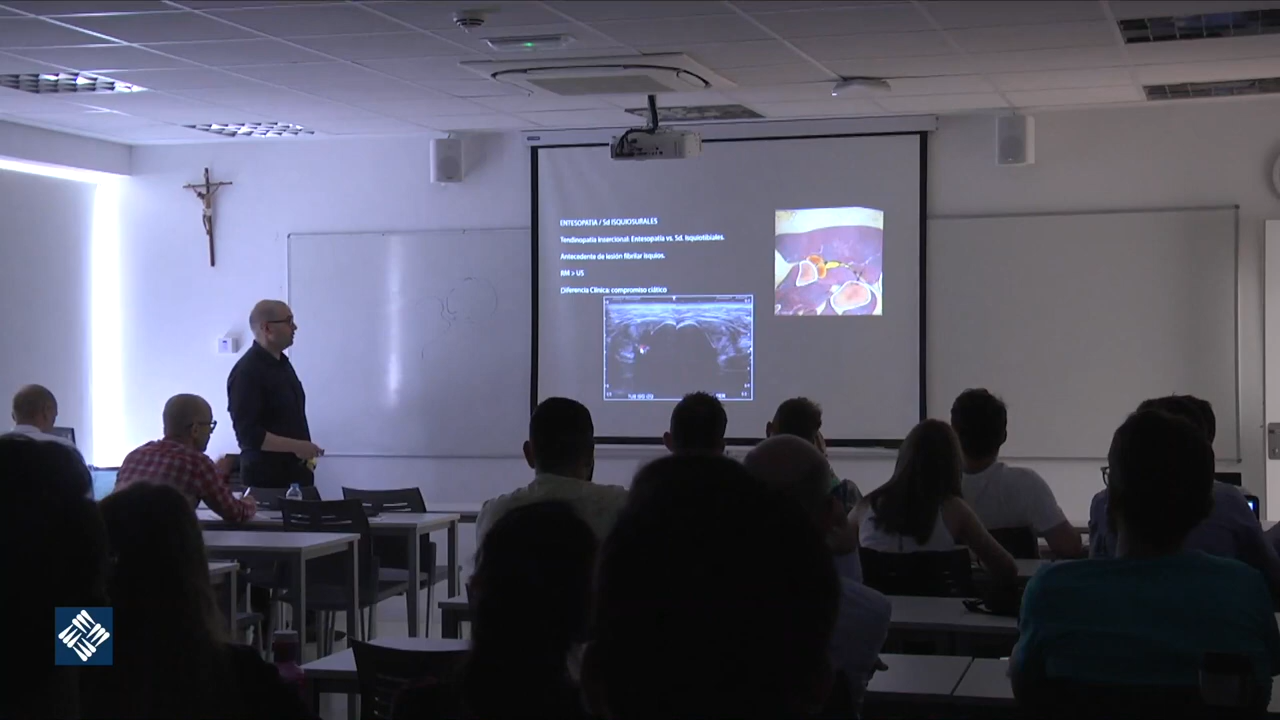 ENTESOPATIA / Sd ISQUIOSURALES
Tendinopatía insercional: Entesopatía vs. Sd. Isquiotibiales.
Antecedente de lesión fibrilar isquios.
RM > US
Diferencia Clínica: compromiso ciático